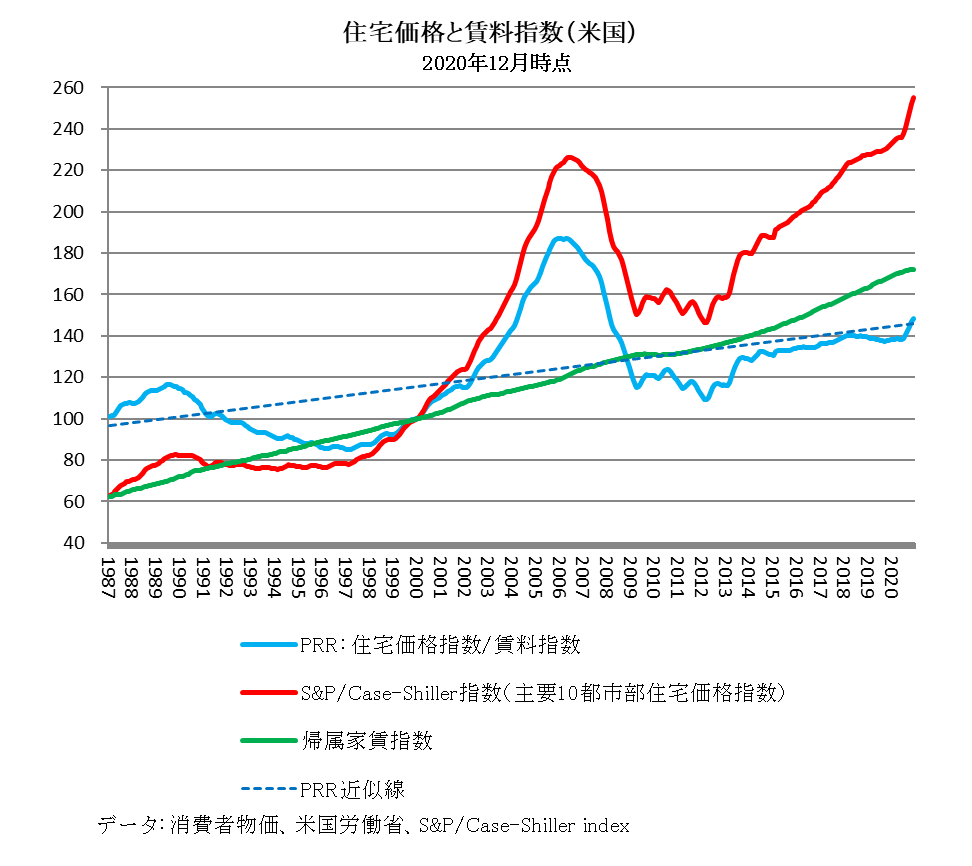 住宅価格と賃料指数（米国）
2020年12月時点
260
240
220
200
180
160
140
120
100
80
60
40
1987 1988 1989 1990 1991 1992 1993 1994 1995 1996 1997 1998 1999 2000 2001 2002 2003 2004 2005 2006 2007 2008 2009 2010 2011 2012 2013 2014 2015 2016 2017 2018 2019 2020
PRR：住宅価格指数/賃料指数
S&P/Case-Shiller指数（主要10都市部住宅価格指数）
帰属家賃指数
PRR近似線
データ：消費者物価、米国労働省、S&P/Case-Shiller index